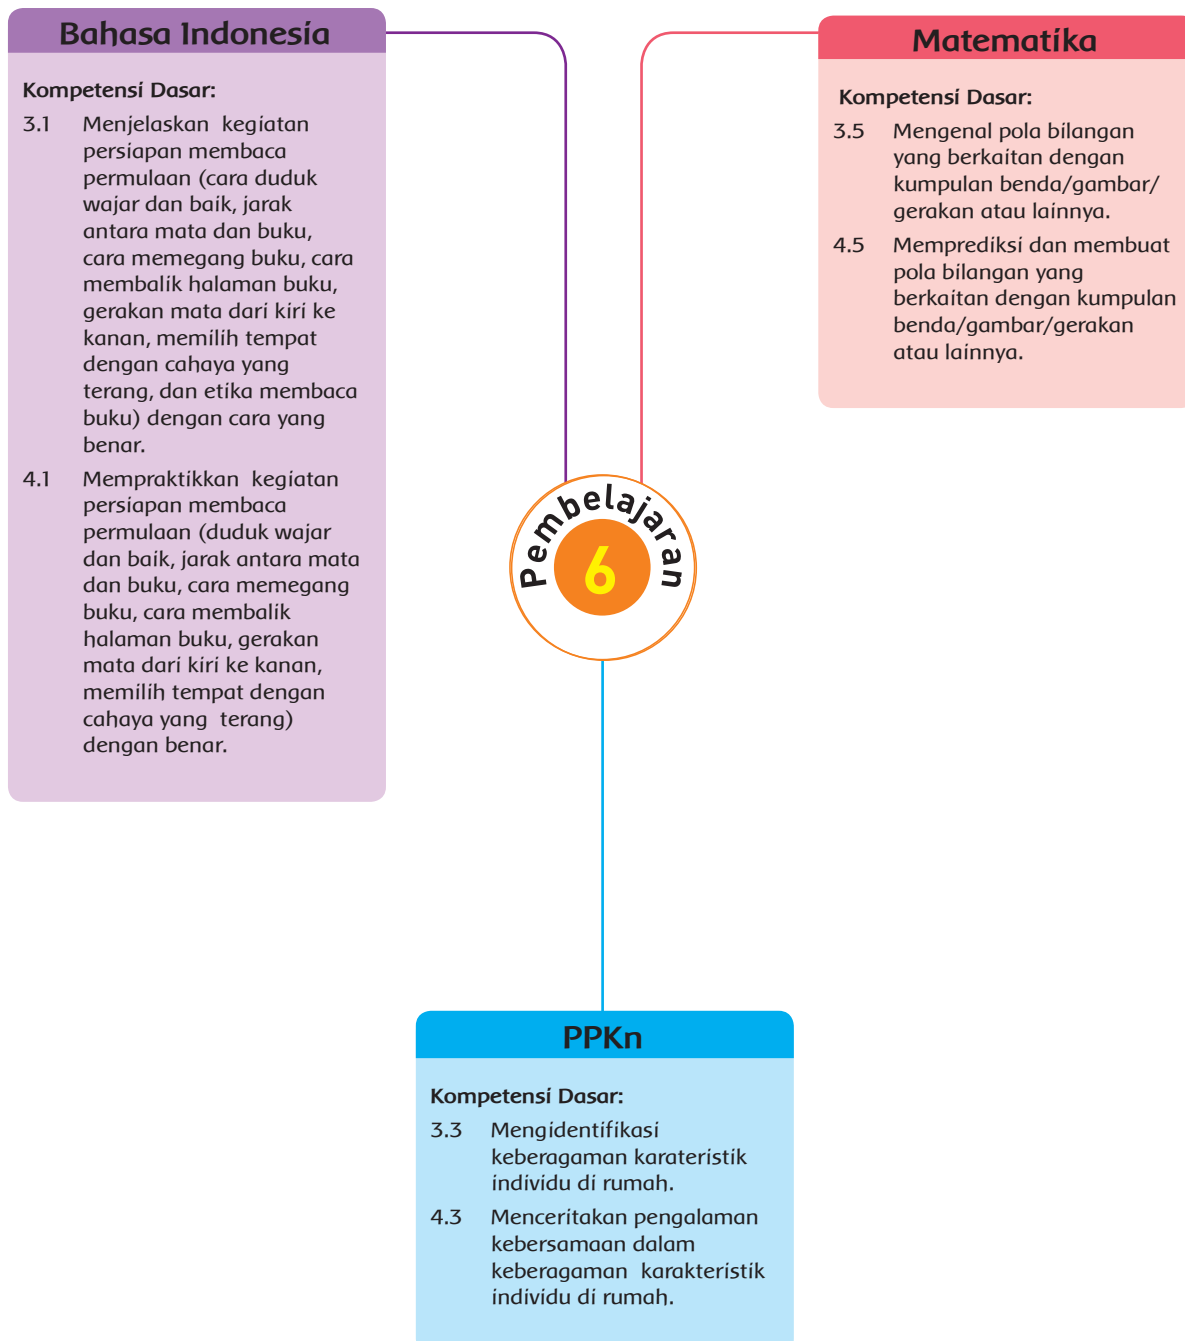 Bahasa Indonesia
Kompetensi Dasar:
3.1 Menjelaskan kegiatan
persiapan membaca
permulaan (cara duduk
wajar dan baik, jarak
antara mata dan buku,
cara memegang buku, cara
membalik halaman buku,
gerakan mata dari kiri ke
kanan, memilih tempat
dengan cahaya yang
terang, dan etika membaca
buku) dengan cara yang
benar.
4.1 Mempraktikkan kegiatan
persiapan membaca
permulaan (duduk wajar
dan baik, jarak antara mata
dan buku, cara memegang
buku, cara membalik
halaman buku, gerakan
mata dari kiri ke kanan,
memilih tempat dengan
cahaya yang terang)
dengan benar.
Matematika
Kompetensi Dasar:
3.5 Mengenal pola bilangan
yang berkaitan dengan
kumpulan benda/gambar/
gerakan atau lainnya.
4.5 Memprediksi dan membuat
pola bilangan yang
berkaitan dengan kumpulan
benda/gambar/gerakan
atau lainnya.
Pembelajaran
6
PPKn
Kompetensi Dasar:
3.3 Mengidentifikasi
keberagaman karateristik
individu di rumah.
4.3 Menceritakan pengalaman
kebersamaan dalam
keberagaman karakteristik
individu di rumah.